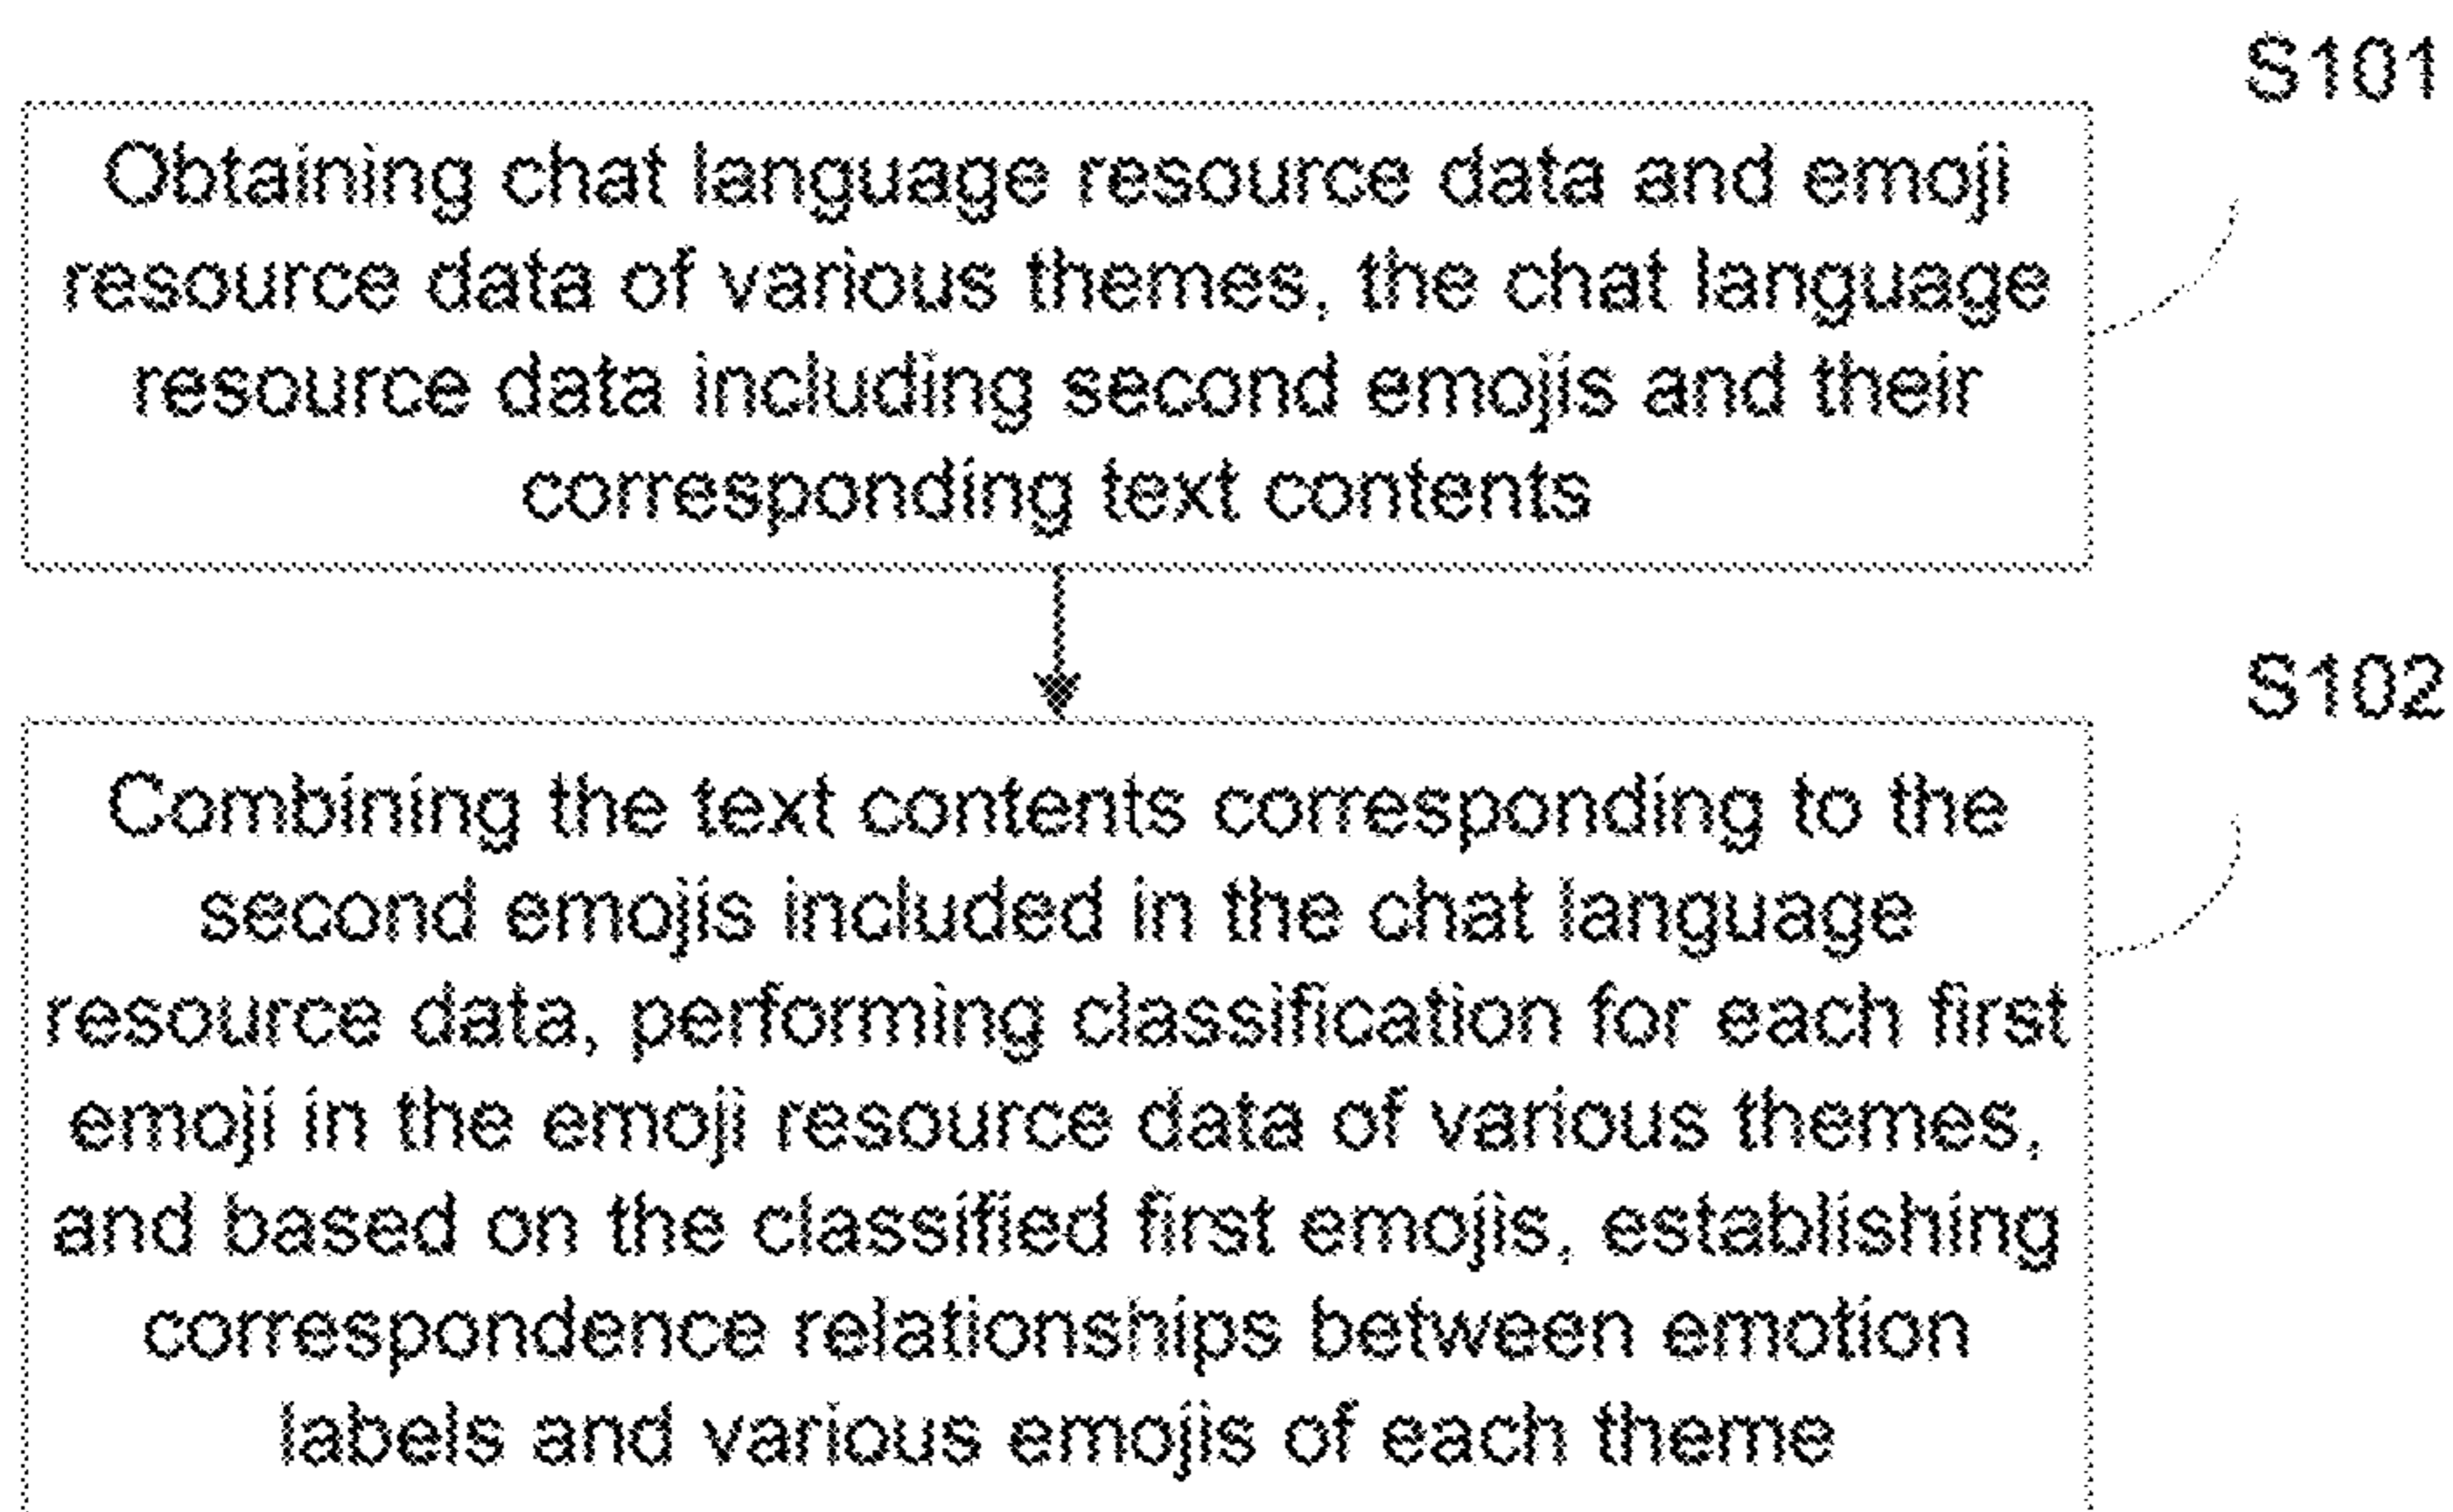 S101
Obtaining chat language resource data and emoji
resource data of various themes, the chat language
resource data including second emojis and their
corresponding text contents
S102
Combining the text contents corresponding to the
second emojis included in the chat language
resource data, performing classification for each first
emoji in the emoji resource data of various themes,
and based on the classified first emojis, establishing
correspondence relationships between emotion
labels and various emojis of each theme